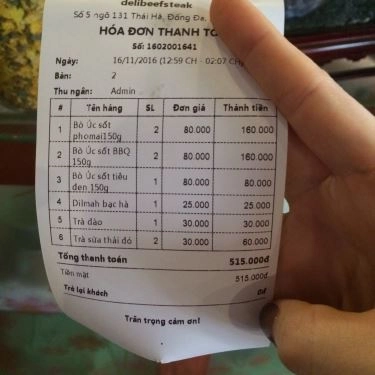 delibeefsteak
Số 5 ngõ 131 Thái Hà, Đống Đa,
HÓA ĐƠN THANH TO
Số: 1602001641
Ngày: 16/11/2016 (12:59 CH - 02:07 CH)
Bàn: 2
Thu ngân: Admin
# Tên hàng SL Đơn giá Thành tiền
1 Bò Úc sốt phomai150g 2 80.000 160.000
2 Bò Úc sốt BBQ 150g 2 80.000 160.000
3 Bò Úc sốt tiêu đen 150g 1 80.000 80.000
4 Dilmah bạc hà 1 25.000 25.000
5 Trà đào 1 30.000 30.000
6 Trà sữa thái đỏ 2 30.000 60.000
Tổng thanh toán 515.000đ
Tiền mặt 515.000đ
Trả lại khách 0đ
Trân trọng cảm ơn!